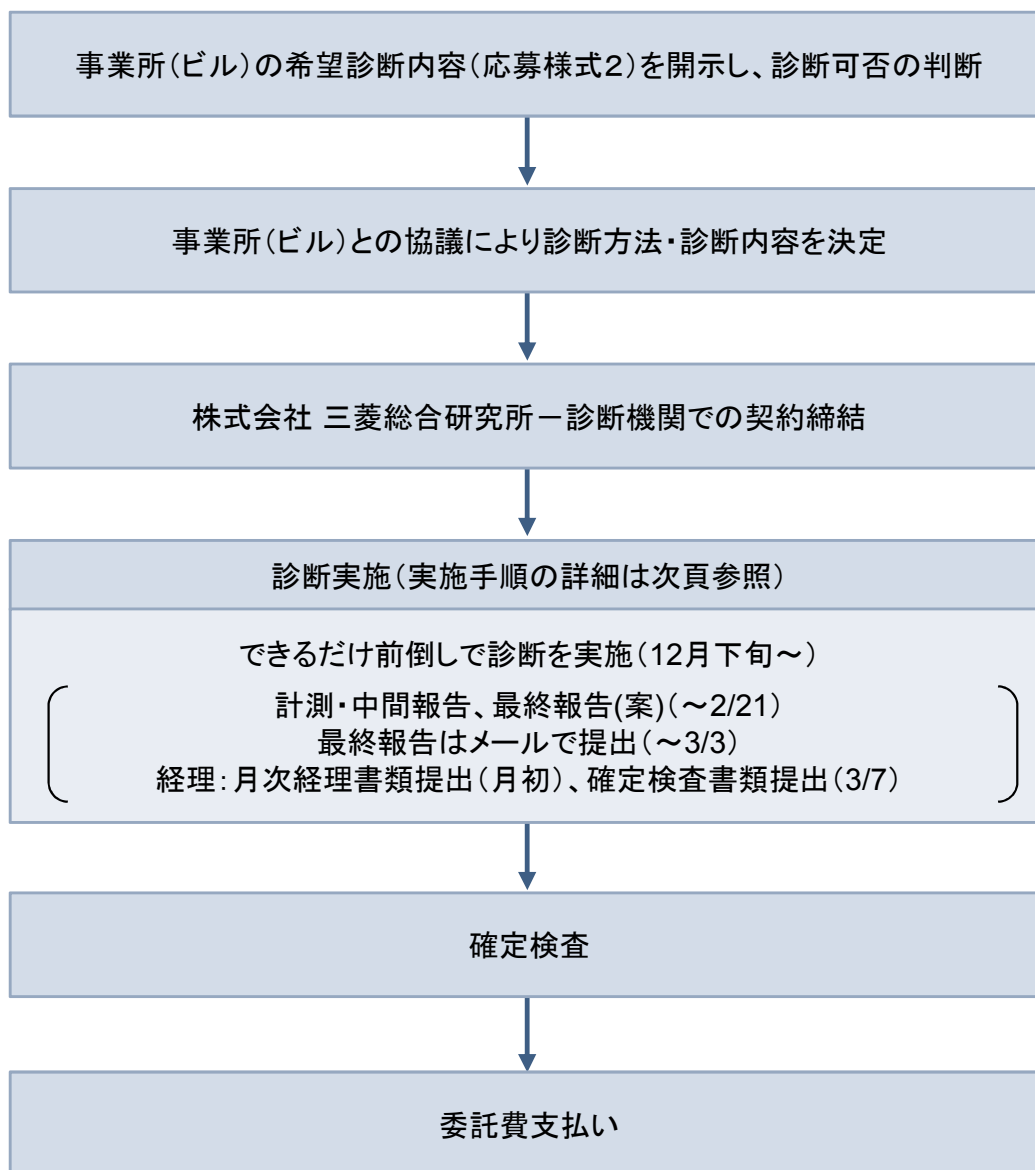 事業所（ビル）の希望診断内容（応募様式２）を開示し、診断可否の判断
事業所（ビル）との協議により診断方法・診断内容を決定
株式会社 三菱総合研究所－診断機関での契約締結
診断実施（実施手順の詳細は次頁参照）
できるだけ前倒しで診断を実施（12月下旬～）
計測・中間報告、最終報告(案)（～2/21）
最終報告はメールで提出（～3/3）
経理：月次経理書類提出（月初）、確定検査書類提出（3/7）
確定検査
委託費支払い